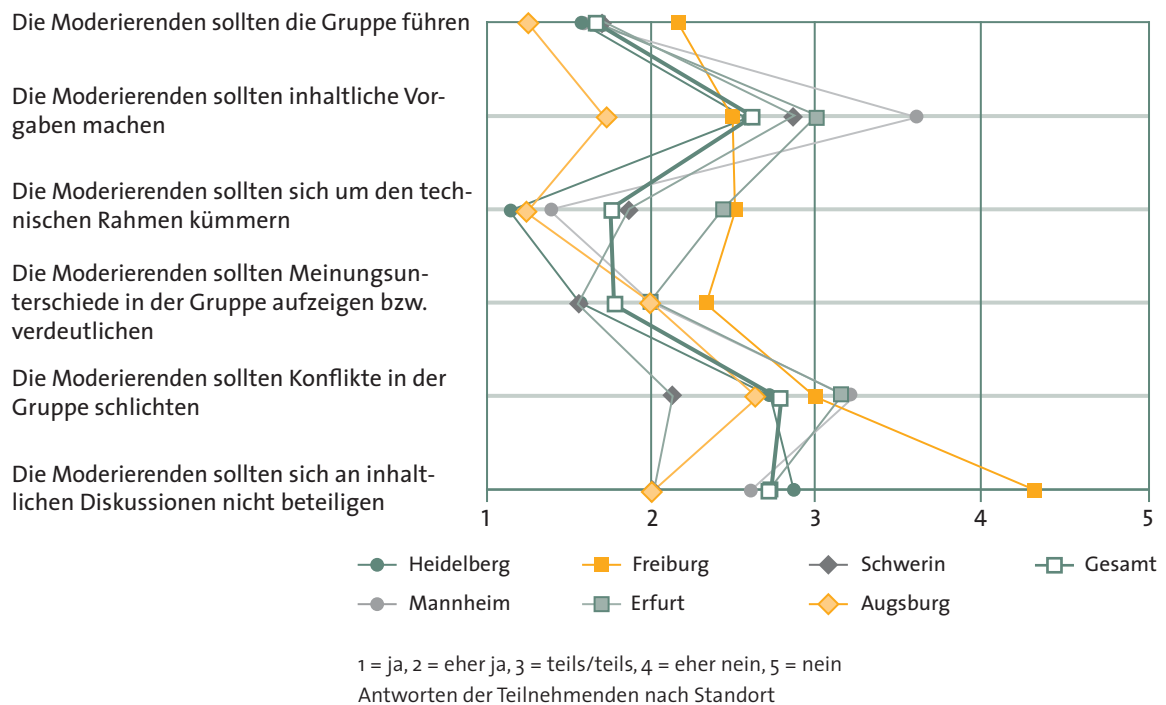 Die Moderierenden sollten die Gruppe führen
Die Moderierenden sollten inhaltliche Vor-
gaben machen
Die Moderierenden sollten sich um den tech-
nischen Rahmen kümmern
Die Moderierenden sollten Meinungsun-
terschiede in der Gruppe aufzeigen bzw.
verdeutlichen
Die Moderierenden sollten Konflikte in der
Gruppe schlichten
Die Moderierenden sollten sich an inhalt-
lichen Diskussionen nicht beteiligen
1 2 3 4 5
Heidelberg Freiburg Schwerin Gesamt
Mannheim Erfurt Augsburg
1 = ja, 2 = eher ja, 3 = teils/teils, 4 = eher nein, 5 = nein
Antworten der Teilnehmenden nach Standort